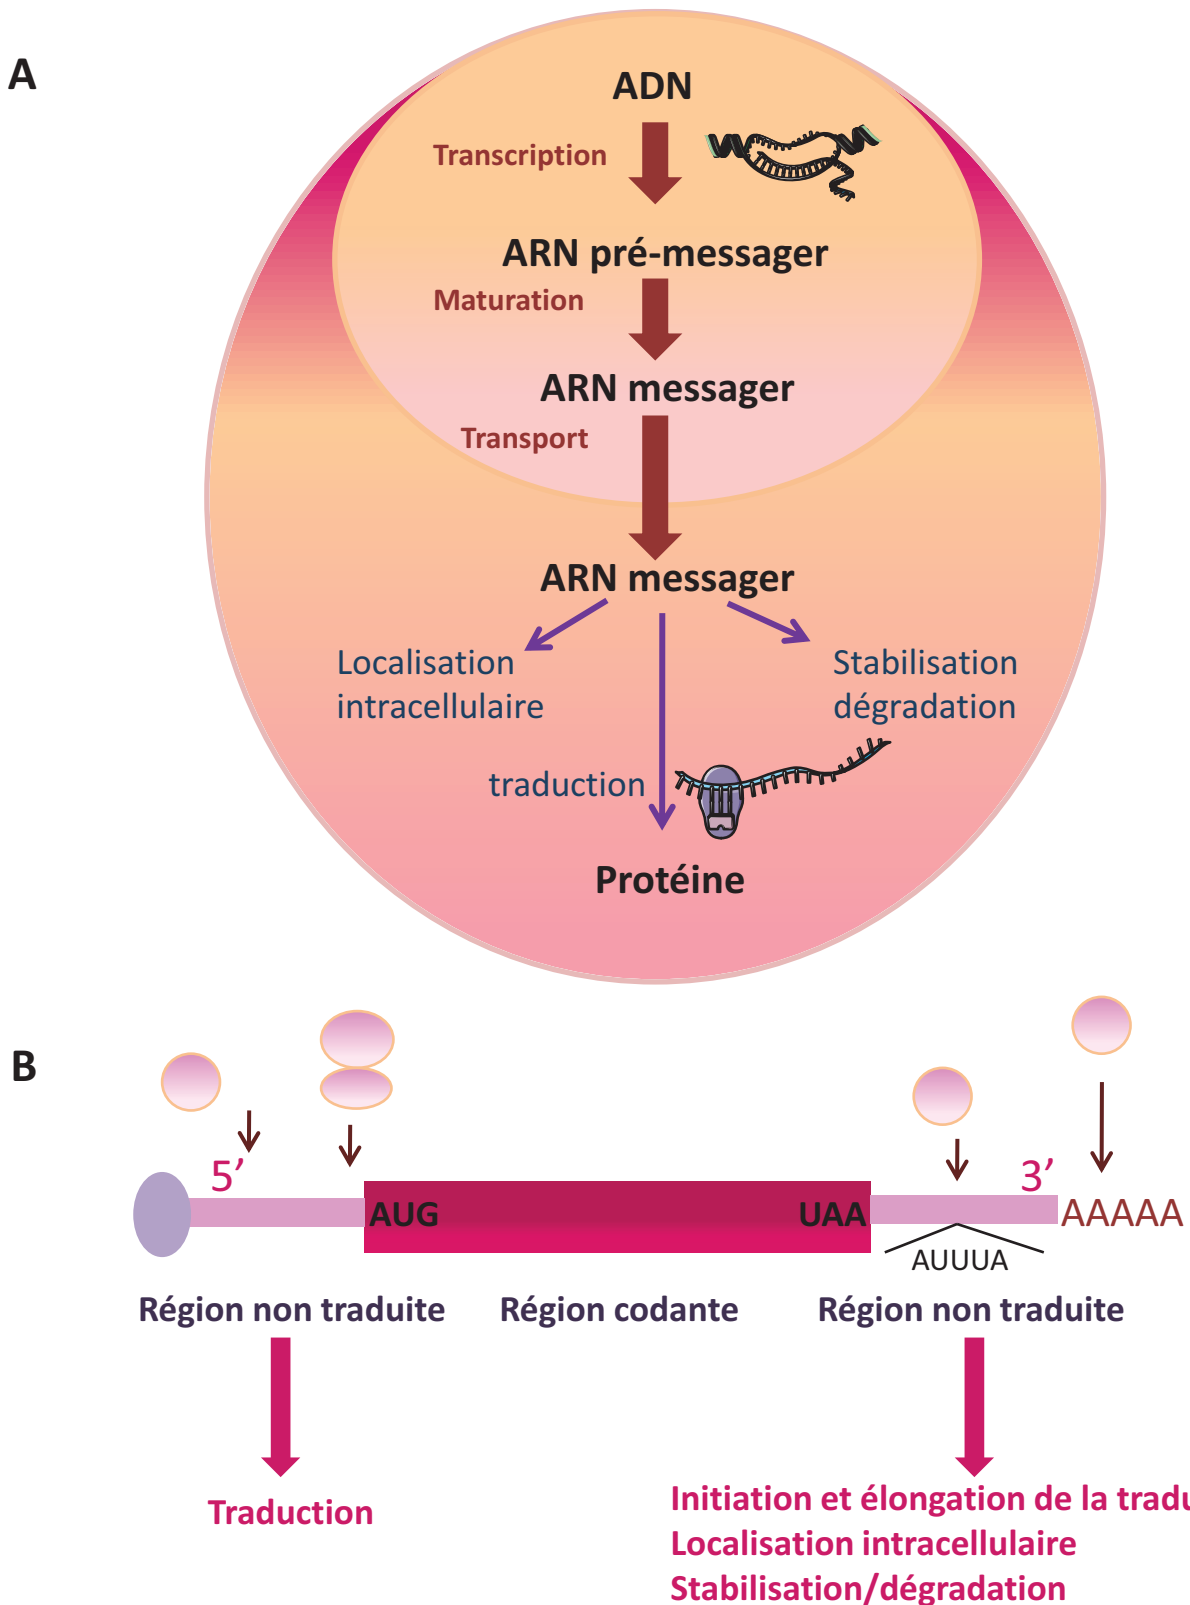 A
ADN
Transcription
ARN pré-messager
Maturation
ARN messager
Transport
ARN messager
Localisation
intracellulaire
Stabilisation
dégradation
traduction
Protéine
B
5’
3’
AUG
UAA
AAAAA
AUUUA
Région non traduite
Région codante
Région non traduite
Traduction
Initiation et élongation de la tradu
Localisation intracellulaire
Stabilisation/dégradation